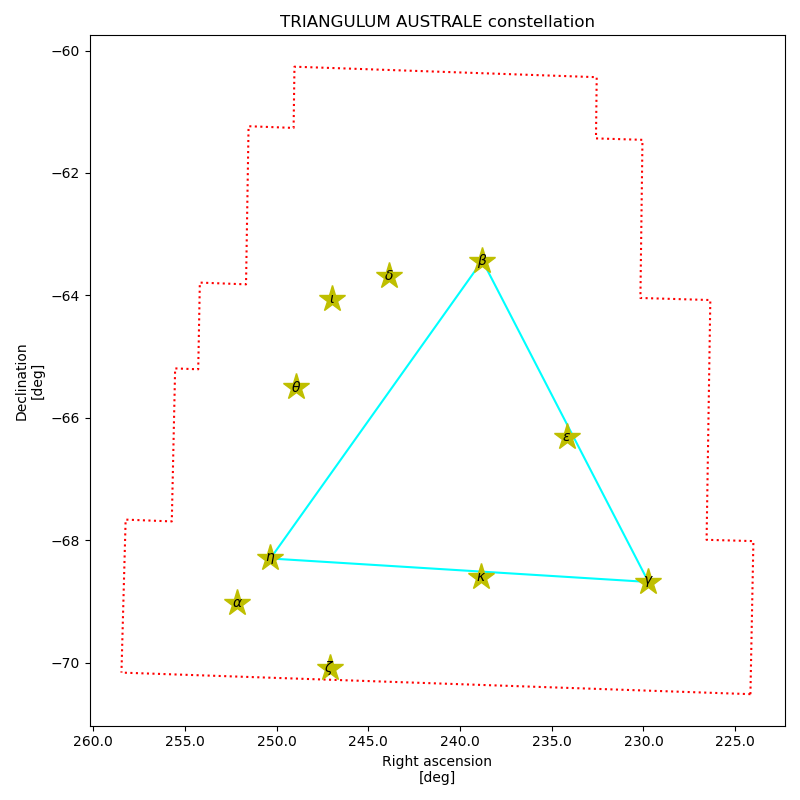 TRIANGULUM AUSTRALE constellation
−60
−62
−64
−66
−68
−70
Declination
[deg]
β
δ
ι
θ
ε
η
κ
γ
α
ζ
260.0 255.0 250.0 245.0 240.0 235.0 230.0 225.0
Right ascension
[deg]